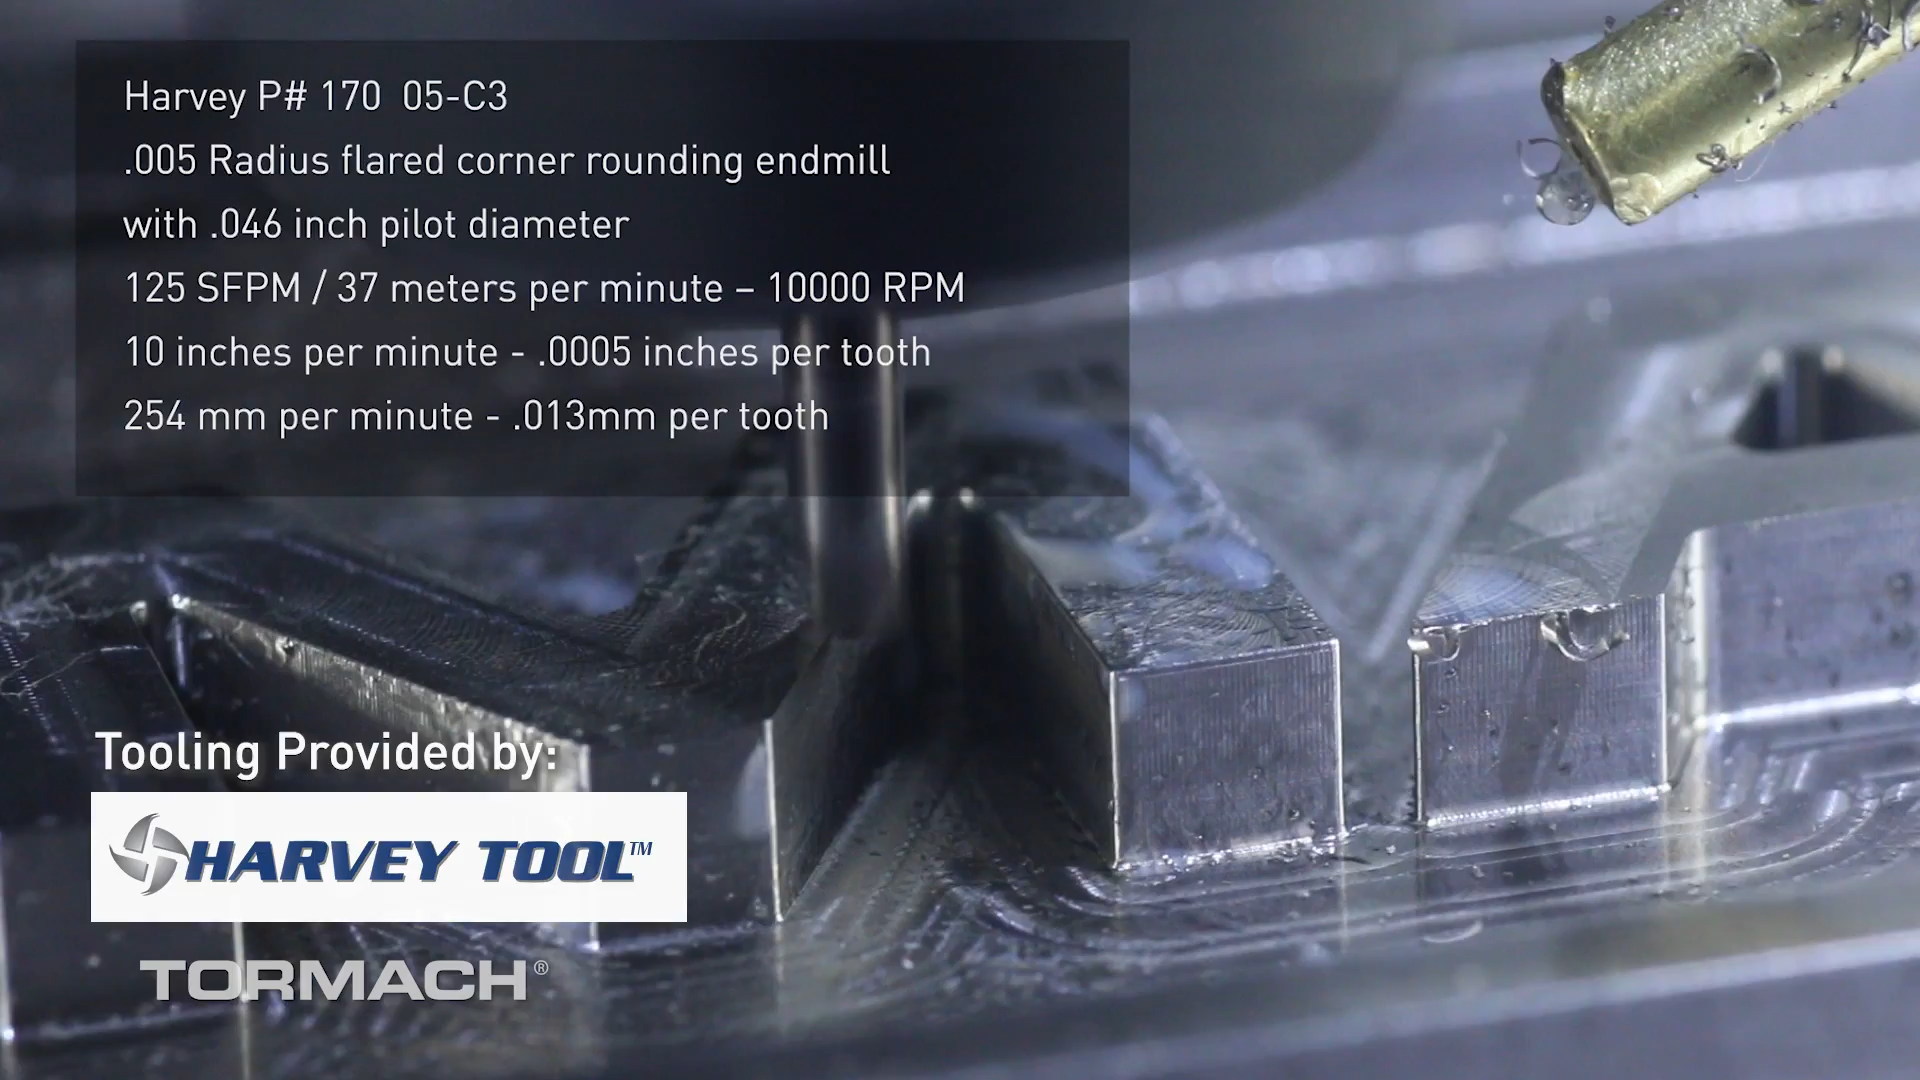 Harvey P# 170  05-C3
.005 Radius flared corner rounding endmill
with .046 inch pilot diameter
125 SFPM / 37 meters per minute – 10000 RPM
10 inches per minute - .0005 inches per tooth
254 mm per minute - .013mm per tooth
Tooling Provided by:
HARVEY TOOL™
TORMACH®